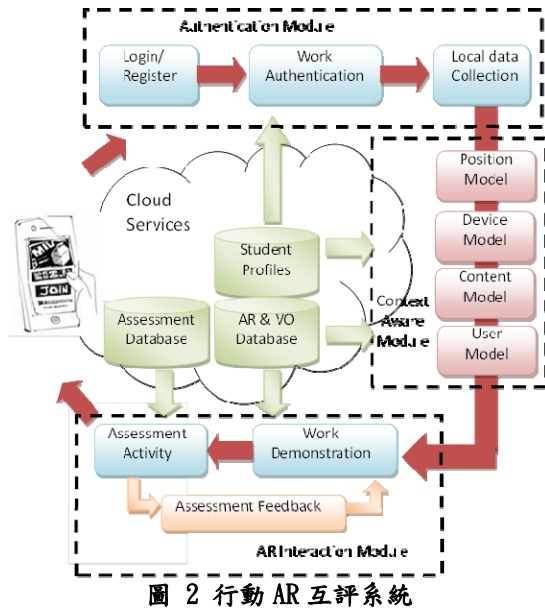 Authentication Module
Login/
Register
Work
Authentication
Local data
Collection
Cloud
Services
Position
Model
Device
Model
Content
Model
User
Model
Context
Aware
Module
Student
Profiles
Assessment
Database
AR & VO
Database
MILK
JOIN
Assessment
Activity
Work
Demonstration
Assessment Feedback
AR Interaction Module
圖 2 行動 AR 互評系統